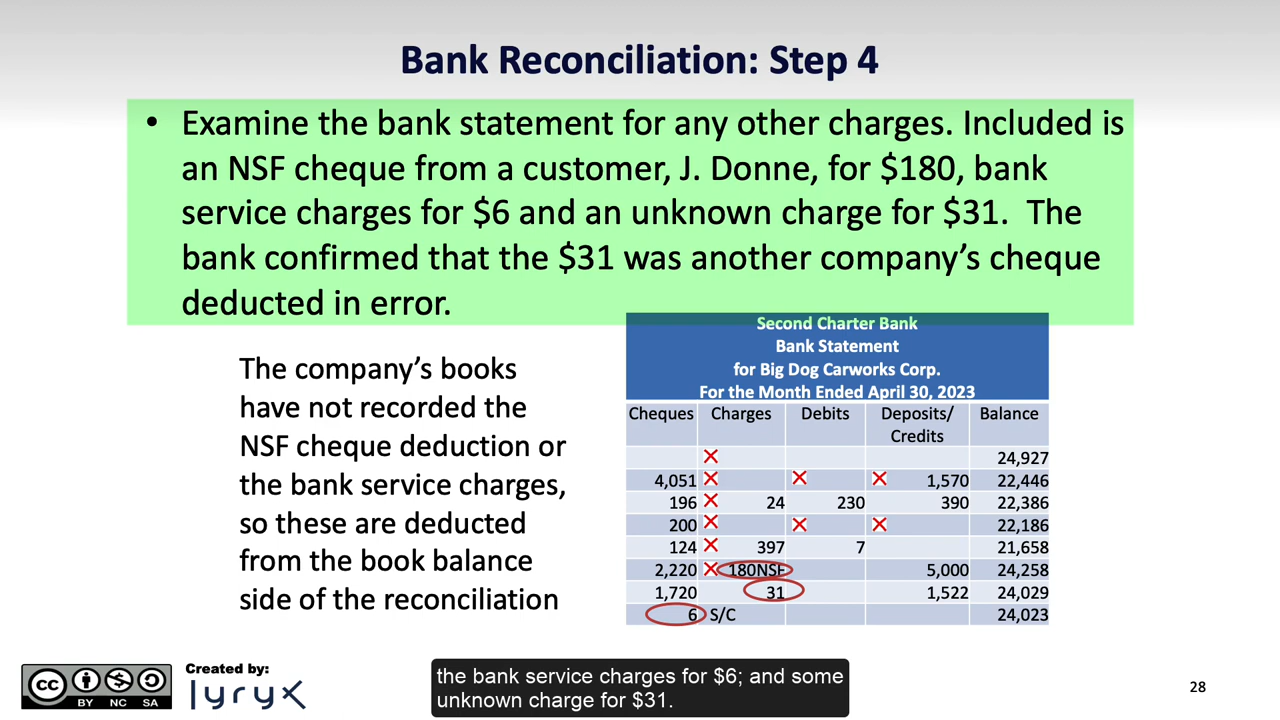 Bank Reconciliation: Step 4
• Examine the bank statement for any other charges. Included is
an NSF cheque from a customer, J. Donne, for $180, bank
service charges for $6 and an unknown charge for $31. The
bank confirmed that the $31 was another company's cheque
deducted in error.
The company's books
have not recorded the
NSF cheque deduction or
the bank service charges,
so these are deducted
from the book balance
side of the reconciliation
Second Charter Bank
Bank Statement
for Big Dog Carworks Corp.
For the Month Ended April 30, 2023
Cheques Charges Debits Deposits/ Balance
Credits
24,927
4,051 1,570 22,446
196 24 230 390 22,386
200 22,186
124 397 7 21,658
2,220 180NSF 5,000 24,258
1,720 31 1,522 24,029
6 S/C 24,023
cc BY NC SA
Created by:
lyryx
the bank service charges for $6; and some
unknown charge for $31.
28